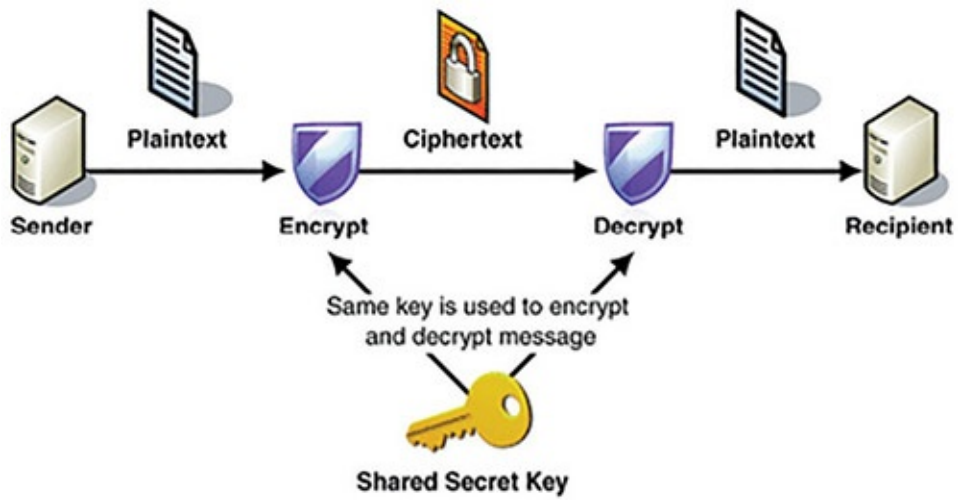 Plaintext
Ciphertext
Plaintext
Sender
Encrypt
Decrypt
Recipient
Same key is used to encrypt
and decrypt message
Shared Secret Key